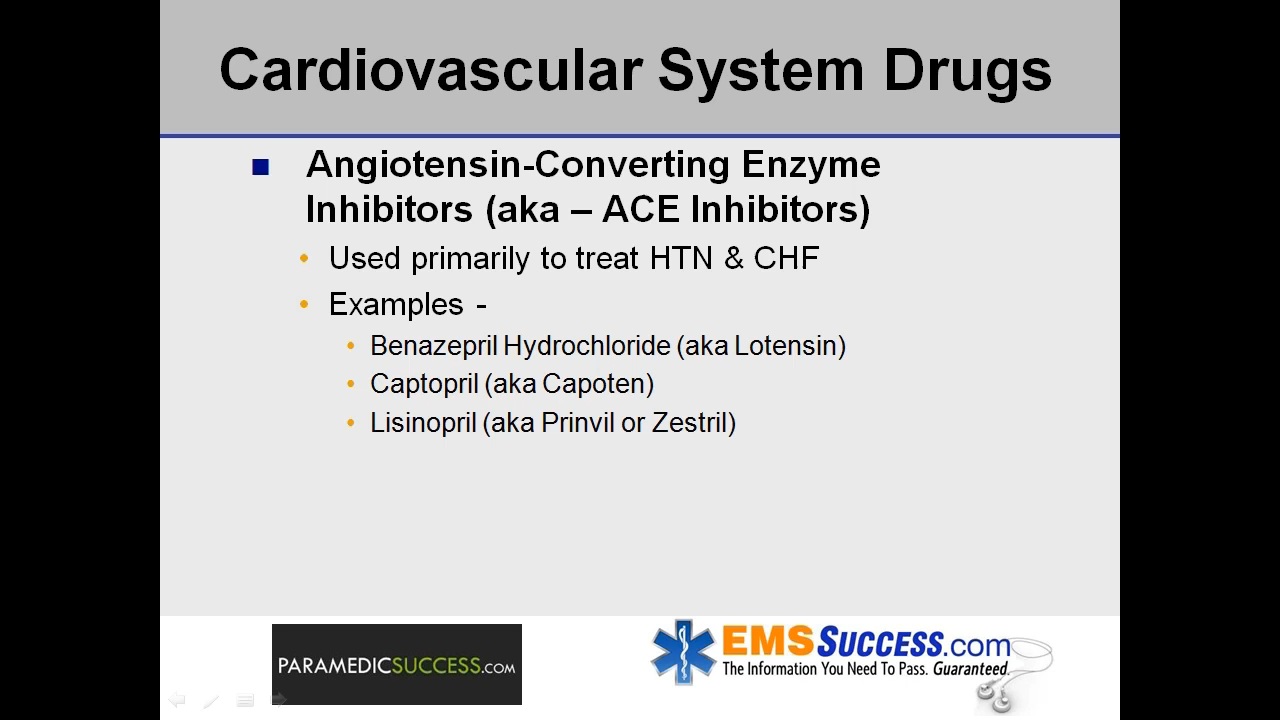 Cardiovascular System Drugs
Angiotensin-Converting Enzyme
Inhibitors (aka – ACE Inhibitors)
Used primarily to treat HTN & CHF
Examples -
Benazepril Hydrochloride (aka Lotensin)
Captopril (aka Capoten)
Lisinopril (aka Prinvil or Zestril)
PARAMEDICSUCCESS.COM
EMSSUCCESS.com
The Information You Need To Pass. Guaranteed.